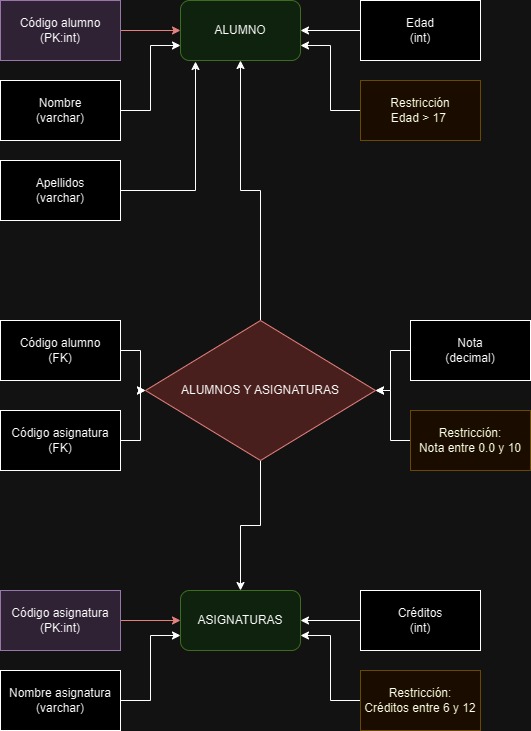 Código alumno
(PK:int)
ALUMNO
Edad
(int)
Nombre
(varchar)
Restricción
Edad > 17
Apellidos
(varchar)
Código alumno
(FK)
Nota
(decimal)
ALUMNOS Y ASIGNATURAS
Código asignatura
(FK)
Restricción:
Nota entre 0.0 y 10
Código asignatura
(PK:int)
ASIGNATURAS
Créditos
(int)
Nombre asignatura
(varchar)
Restricción:
Créditos entre 6 y 12